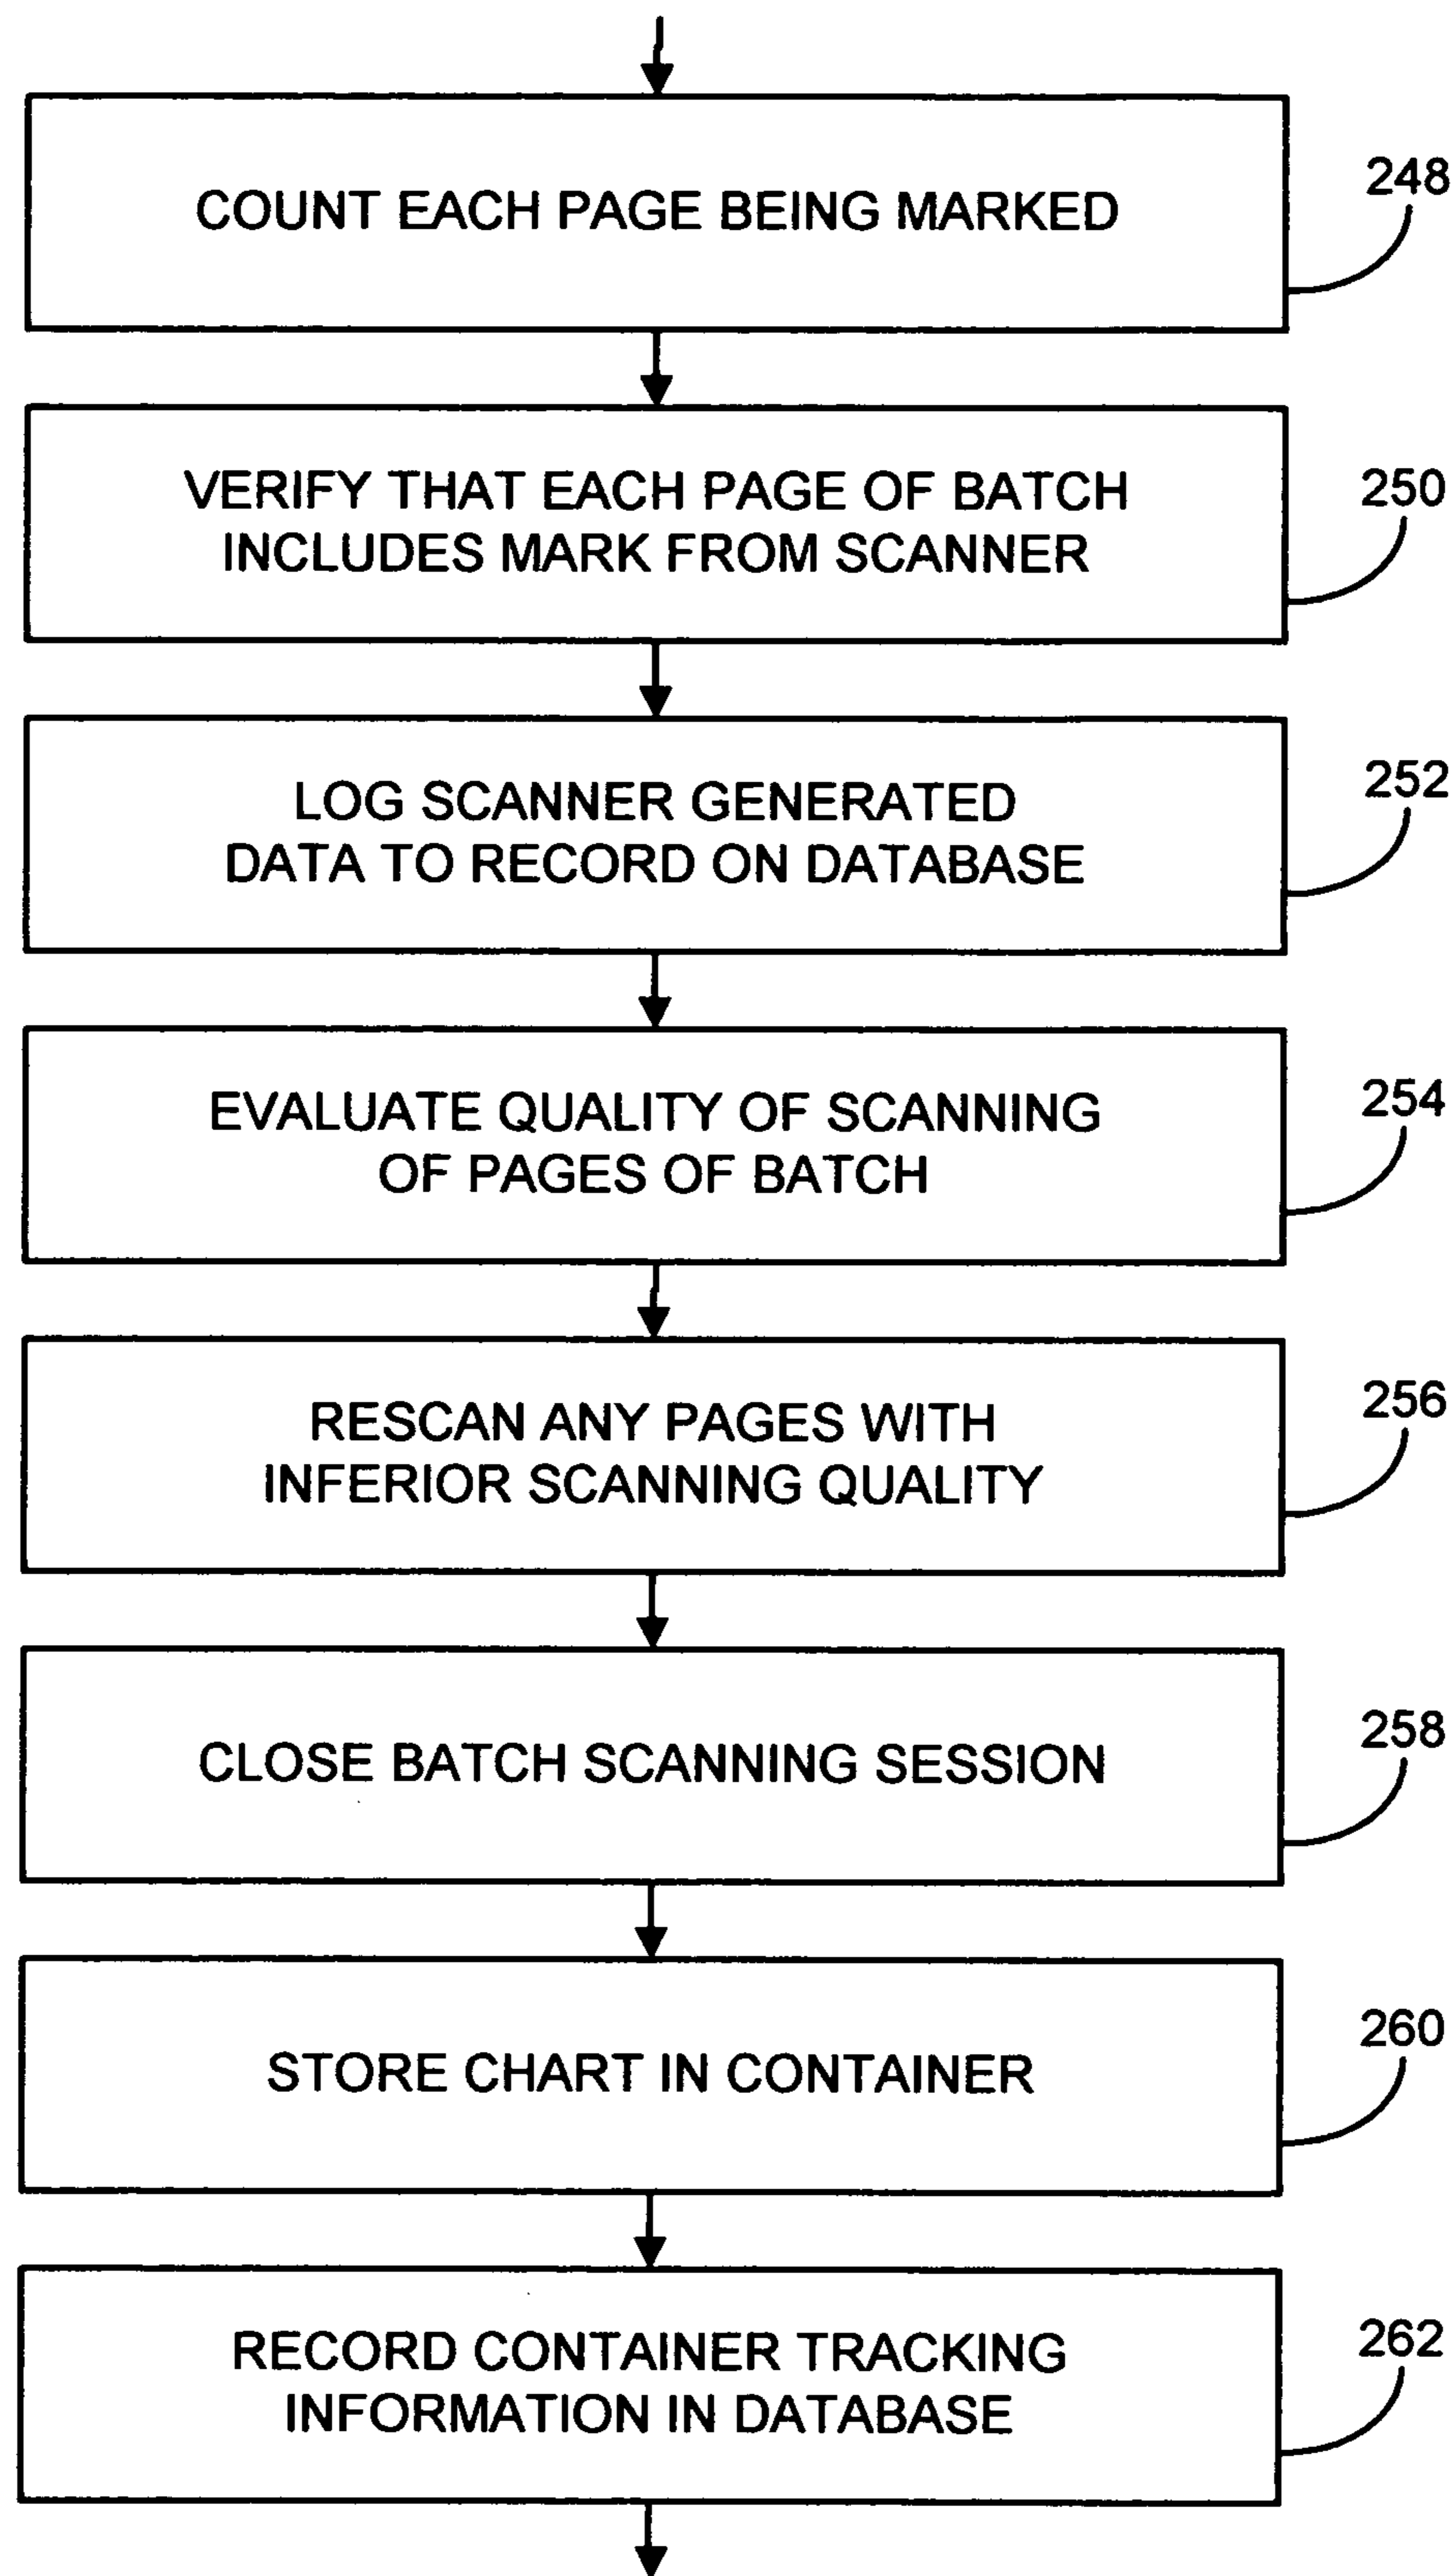 COUNT EACH PAGE BEING MARKED
248
VERIFY THAT EACH PAGE OF BATCH
INCLUDES MARK FROM SCANNER
250
LOG SCANNER GENERATED
DATA TO RECORD ON DATABASE
252
EVALUATE QUALITY OF SCANNING
OF PAGES OF BATCH
254
RESCAN ANY PAGES WITH
INFERIOR SCANNING QUALITY
256
CLOSE BATCH SCANNING SESSION
258
STORE CHART IN CONTAINER
260
RECORD CONTAINER TRACKING
INFORMATION IN DATABASE
262